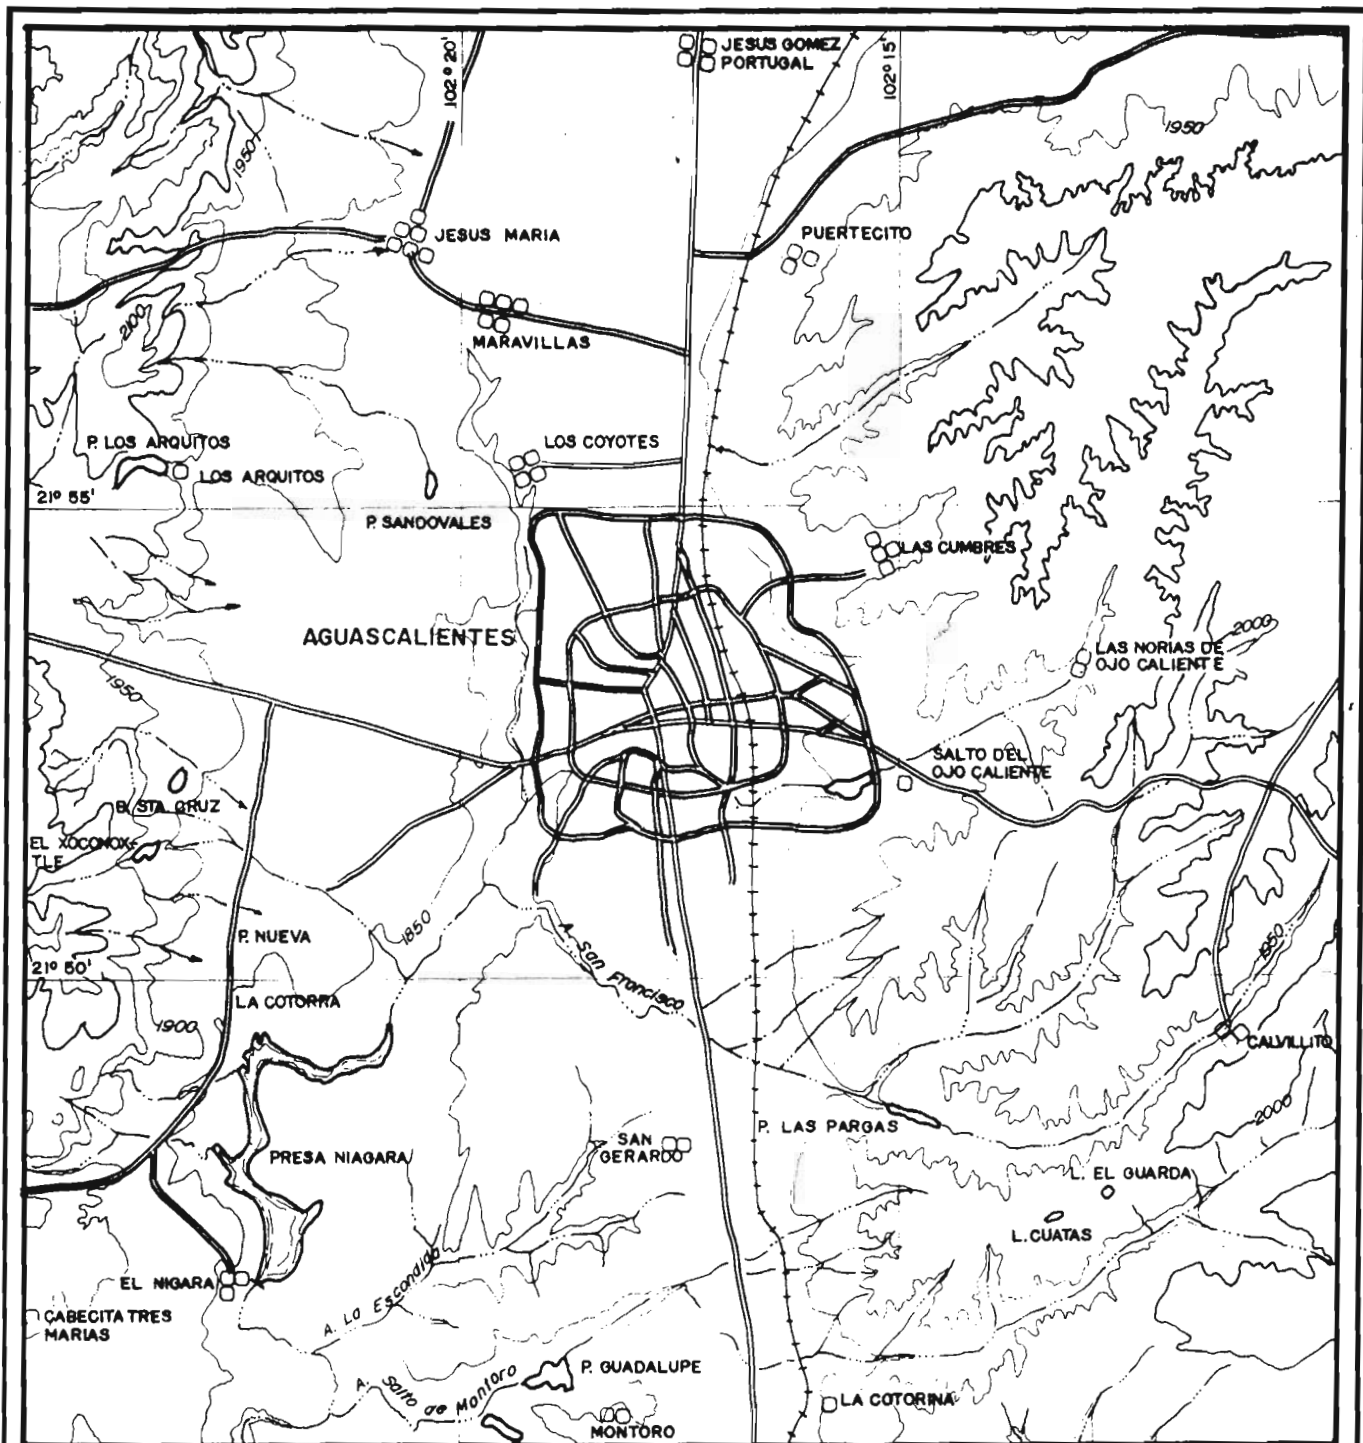 JESUS GOMEZ
PORTUGAL
102° 20'
102° 15'
1950
1950
JESUS MARIA
PUERTECITO
2100
MARAVILLAS
P. LOS ARQUITOS
LOS ARQUITOS
LOS COYOTES
21° 55'
P. SANDOVALES
LAS CUMBRES
AGUASCALIENTES
2000
LAS NORIAS DE
OJO CALIENTE
1950
SALTO DEL
OJO CALIENTE
B. STA. CRUZ
EL XOCONOX-
TLE
P. NUEVA
1850
A. San Francisco
1950
21° 50'
LA COTORRA
1900
CALVILLITO
2000
P. LAS PARGAS
SAN
GERARDO
PRESA NIAGARA
L. EL GUARDA
L. CUATAS
EL NIGARA
A. La Escondida
CABECITA TRES
MARIAS
P. GUADALUPE
A. Salto de Montoro
LA COTORINA
MONTORO